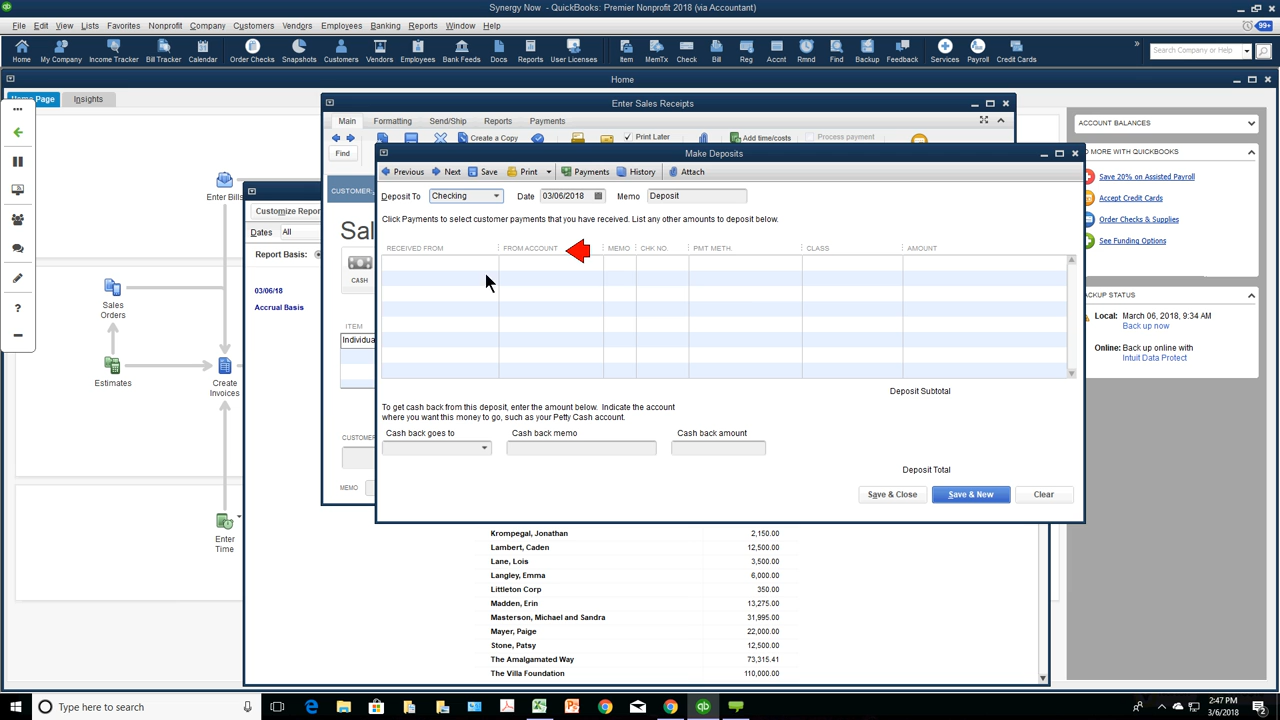 Synergy Now - QuickBooks: Premier Nonprofit 2018 (via Accountant)
File Edit View Lists Favorites Nonprofit Company Customers Vendors Employees Banking Reports Window Help
99+
Home My Company Income Tracker Bill Tracker Calendar Order Checks Snapshots Customers Vendors Employees Bank Feeds Docs Reports User Licenses Item MemTx Check Bill Reg Accnt Rmnd Find Backup Feedback Services Payroll Credit Cards
Search Company or Help
Home
Home Page Insights
Enter Bills
Sales Orders
Estimates
Create Invoices
Enter Time
Customize Report
Dates All
Report Basis:
03/06/18
Accrual Basis
Enter Sales Receipts
Main Formatting Send/Ship Reports Payments
Find
Create a Copy
Print Later
Add time/costs
Process payment
CUSTOMER:
Sal
CASH
ITEM
Individua
CUSTOME
MEMO
Make Deposits
Previous Next Save Print Payments History Attach
Deposit To Checking Date 03/06/2018 Memo Deposit
Click Payments to select customer payments that you have received. List any other amounts to deposit below.
RECEIVED FROM FROM ACCOUNT MEMO CHK NO. PMT METH. CLASS AMOUNT
Deposit Subtotal
To get cash back from this deposit, enter the amount below. Indicate the account
where you want this money to go, such as your Petty Cash account.
Cash back goes to Cash back memo Cash back amount
Deposit Total
Save & Close Save & New Clear
Krompegal, Jonathan 2,150.00
Lambert, Caden 12,500.00
Lane, Lois 3,500.00
Langley, Emma 6,000.00
Littleton Corp 350.00
Madden, Erin 13,275.00
Masterson, Michael and Sandra 31,995.00
Mayer, Paige 22,000.00
Stone, Patsy 12,500.00
The Amalgamated Way 73,315.41
The Villa Foundation 110,000.00
ACCOUNT BALANCES
O MORE WITH QUICKBOOKS
Save 20% on Assisted Payroll
Accept Credit Cards
Order Checks & Supplies
See Funding Options
ACKUP STATUS
Local: March 06, 2018, 9:34 AM
Back up now
Online: Back up online with
Intuit Data Protect
Type here to search
2:47 PM
3/6/2018
2